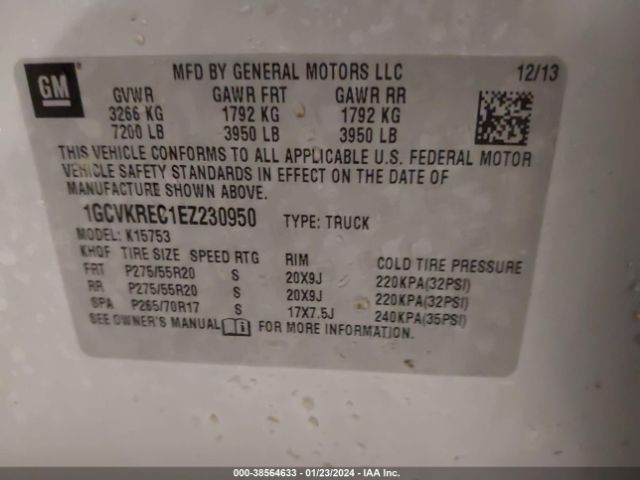 GM
MFD BY GENERAL MOTORS LLC 12/13
GVWR GAWR FRT GAWR RR
3266 KG 1792 KG 1792 KG
7200 LB 3950 LB 3950 LB
THIS VEHICLE CONFORMS TO ALL APPLICABLE U.S. FEDERAL MOTOR
VEHICLE SAFETY STANDARDS IN EFFECT ON THE DATE OF
MANUFACTURE SHOWN ABOVE.
1GCVKREC1EZ230950 TYPE: TRUCK
MODEL: K15753
KHQF TIRE SIZE SPEED RTG RIM COLD TIRE PRESSURE
FRT P275/55R20 S 20X9J 220KPA(32PSI)
RR P275/55R20 S 20X9J 220KPA(32PSI)
SPA P265/70R17 S 17X7.5J 240KPA(35PSI)
SEE OWNER'S MANUAL FOR MORE INFORMATION.
000-38564633 - 01/23/2024 - IAA Inc.